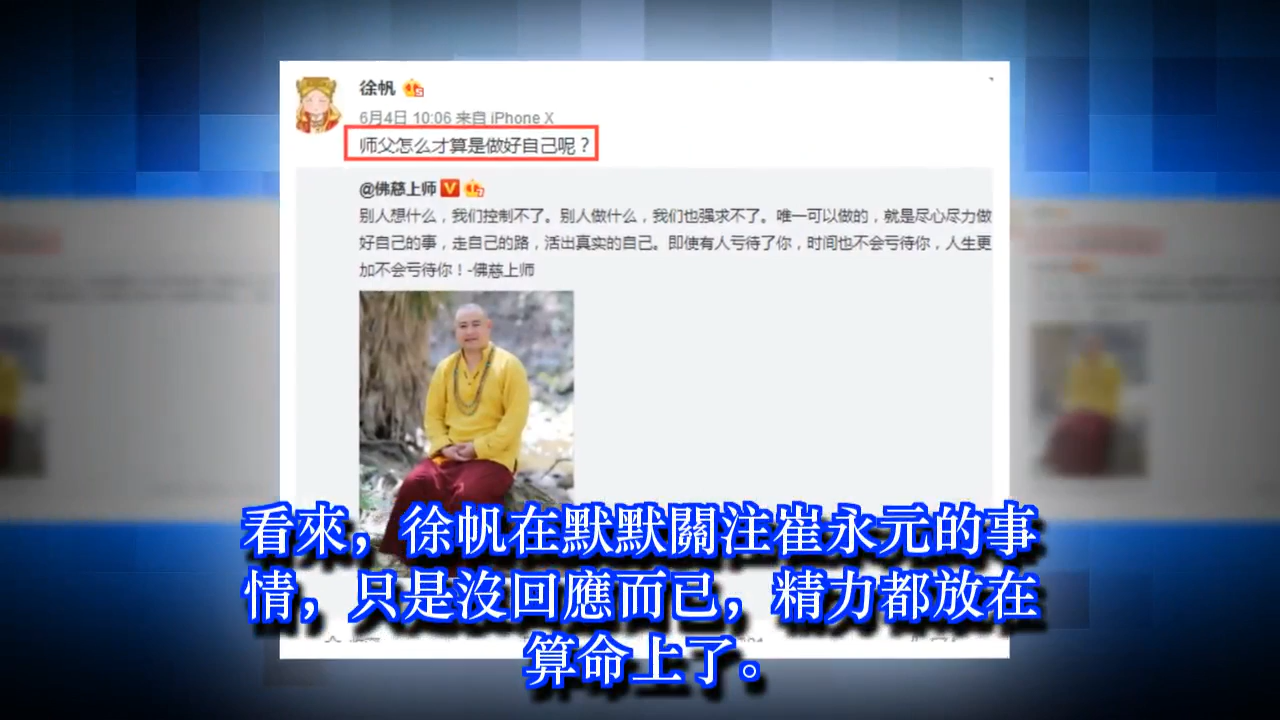 徐帆
6月4日 10:06 来自 iPhone X
师父怎么才算是做好自己呢？
@佛慈上师
别人想什么，我们控制不了。别人做什么，我们也强求不了。唯一可以做的，就是尽心尽力做
好自己的事，走自己的路，活出真实的自己。即使有人亏待了你，时间也不会亏待你，人生更
加不会亏待你！-佛慈上师
看來，徐帆在默默關注崔永元的事
情，只是沒回應而已，精力都放在
算命上了。